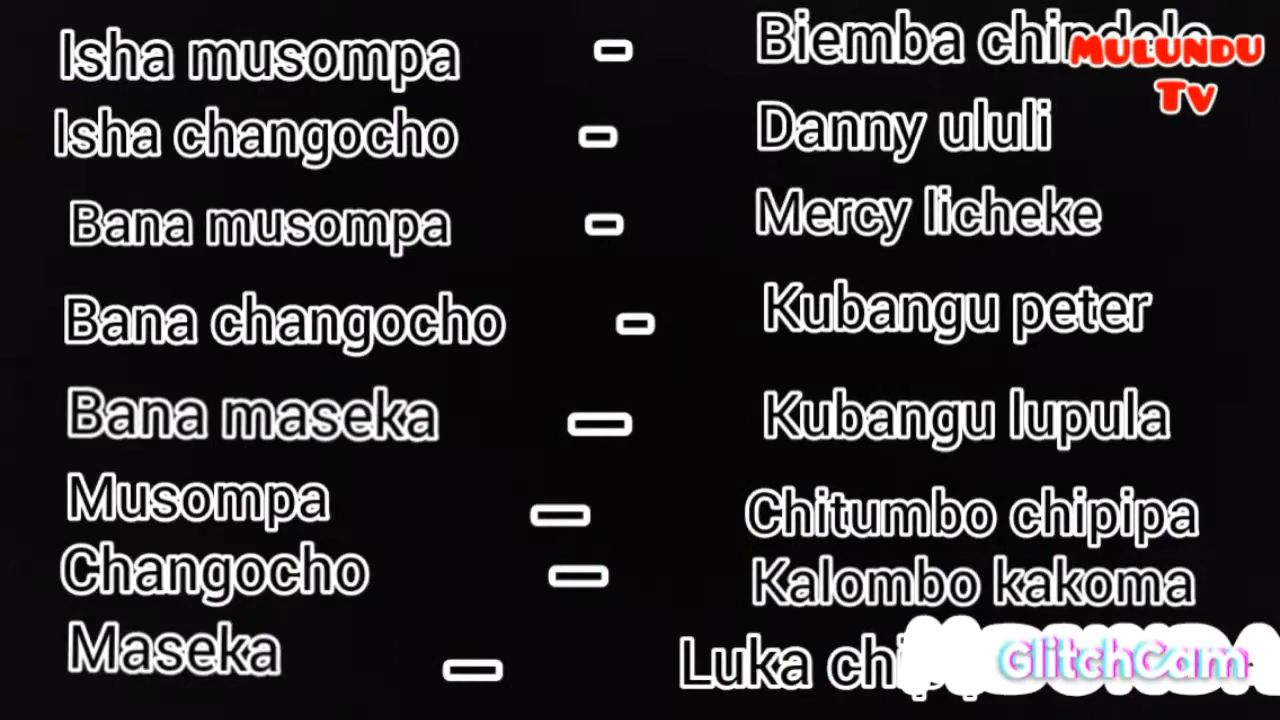 Isha musompa - Biemba
MULUNDU
Tv
Isha changocho - Danny ululi
Bana musompa - Mercy licheke
Bana changocho - Kubangu peter
Bana maseka - Kubangu lupula
Musompa - Chitumbo chipipa
Changocho - Kalombo kakoma
Maseka - Luka
GlitchCam